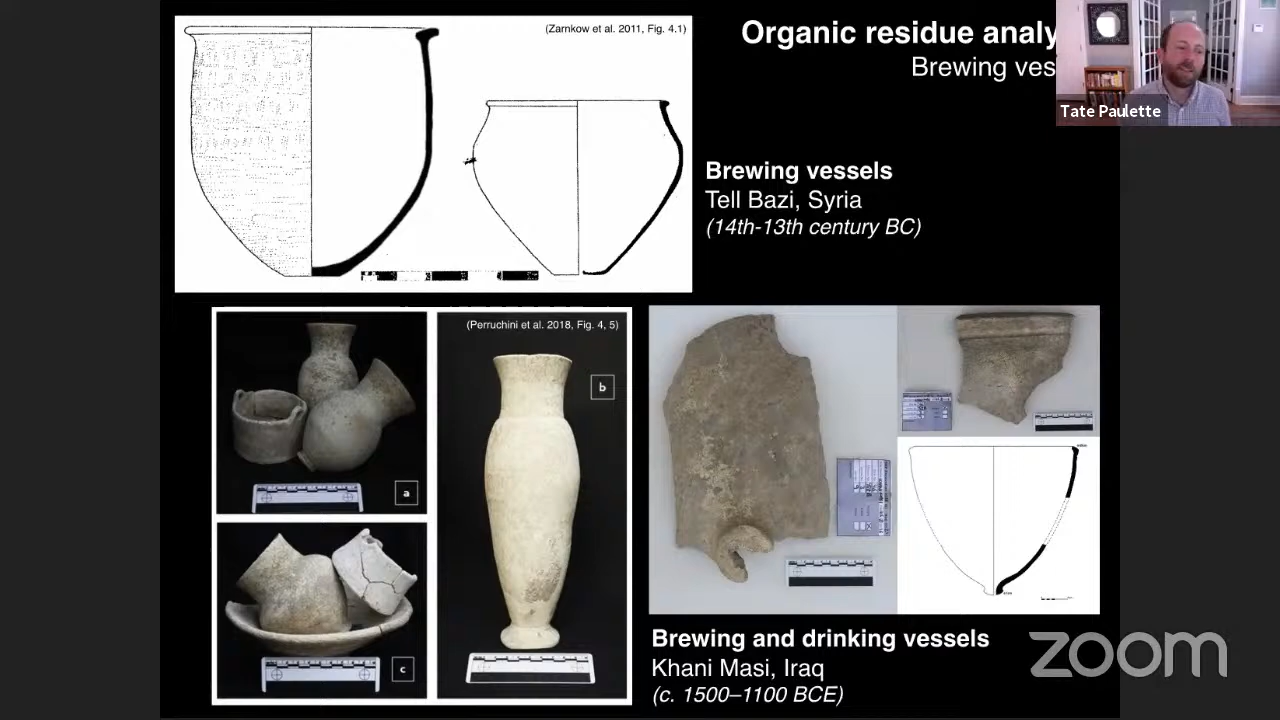 (Zarnkow et al. 2011, Fig. 4.1)
Organic residue analy
Brewing ves
Tate Paulette
Brewing vessels
Tell Bazi, Syria
(14th-13th century BC)
(Perruchini et al. 2018, Fig. 4, 5)
a
b
c
Brewing and drinking vessels
Khani Masi, Iraq
(c. 1500–1100 BCE)
zoom